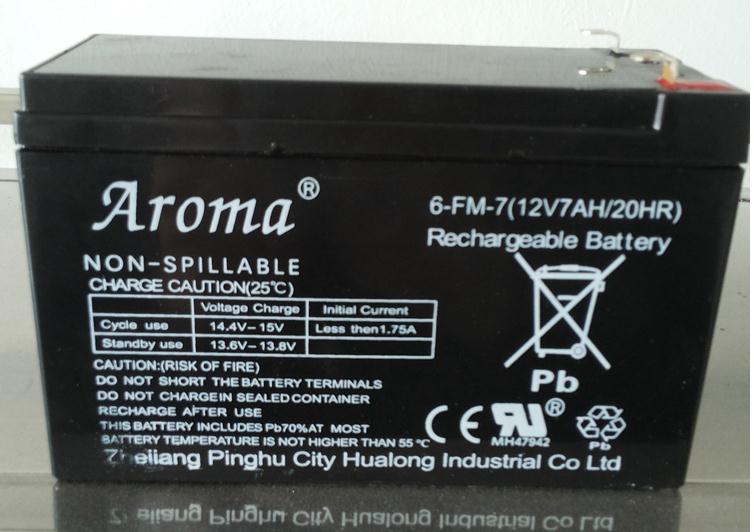 Aroma®
6-FM-7(12V7AH/20HR)
Rechargeable Battery
NON-SPILLABLE
CHARGE CAUTION(25°C)
Voltage Charge Initial Current
Cycle use 14.4V-15V Less then1.75A
Standby use 13.6V-13.8V
CAUTION:(RISK OF FIRE)
DO NOT SHORT THE BATTERY TERMINALS
DO NOT CHARGEIN SEALED CONTAINER
RECHARGE AFTER USE
THIS BATTERY INCLUDES Pb70%AT MOST
BATTERY TEMPERATURE IS NOT HIGHER THAN 55℃
Pb
CE RU®
MH47942
Pb
Zhejiang Pinghu City Hualong Industrial Co Ltd